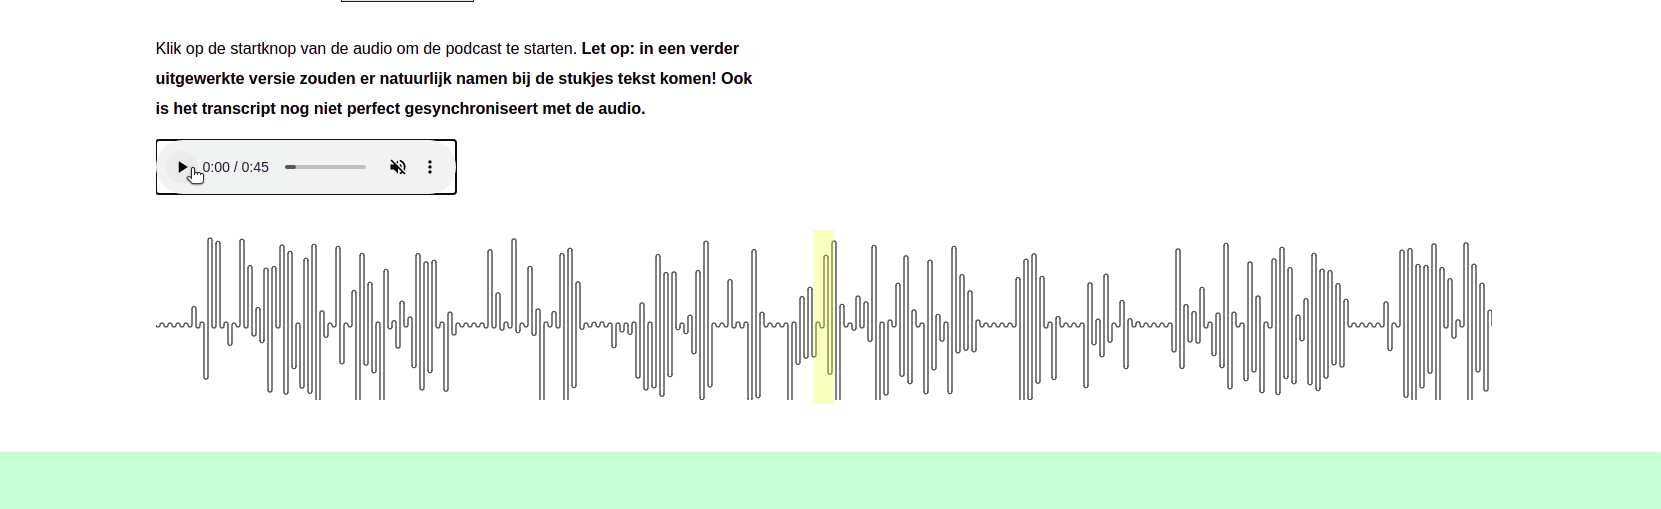 Klik op de startknop van de audio om de podcast te starten. Let op: in een verder
uitgewerkte versie zouden er natuurlijk namen bij de stukjes tekst komen! Ook
is het transcript nog niet perfect gesynchroniseert met de audio.
0:00 / 0:45